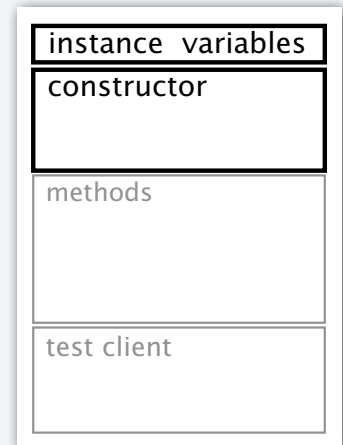 instance variables
constructor
methods
test client